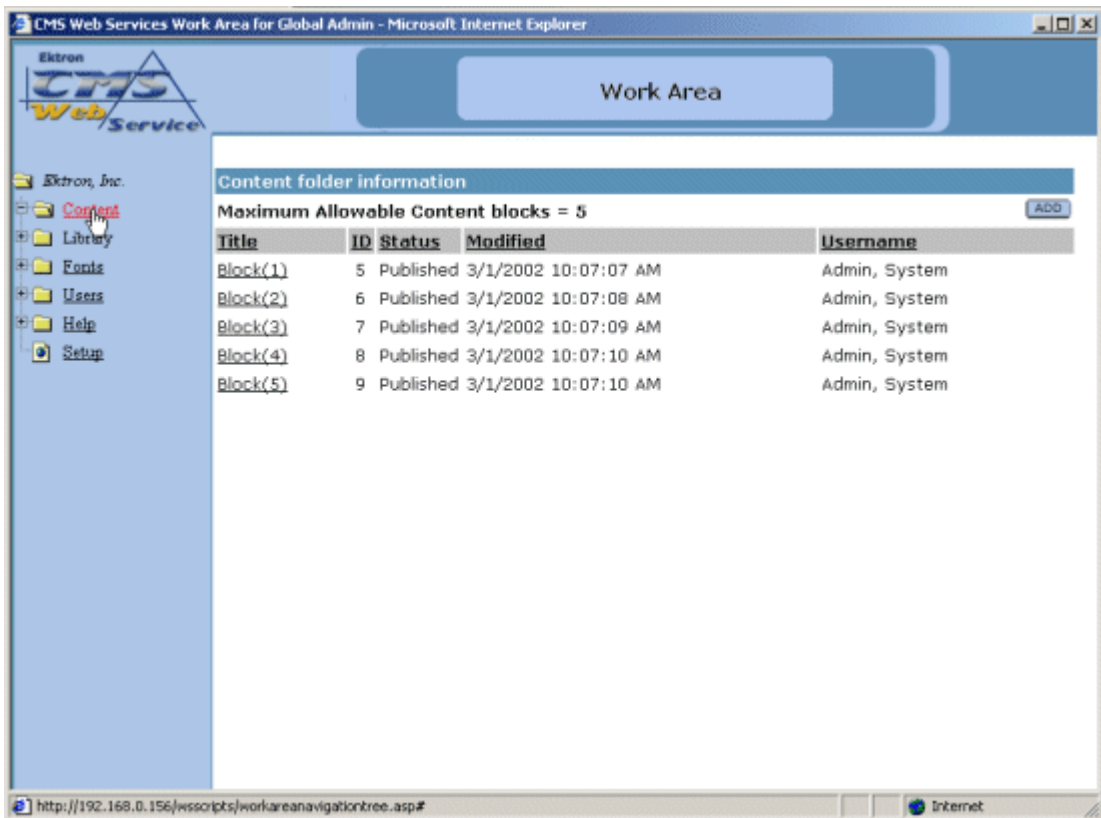 CMS Web Services Work Area for Global Admin - Microsoft Internet Explorer
Ektron
CMS
Web
Service
Work Area
Ektron, Inc.
Content
Library
Fonts
Users
Help
Setup
Content folder information
Maximum Allowable Content blocks = 5
ADD
Title ID Status Modified Username
Block(1) 5 Published 3/1/2002 10:07:07 AM Admin, System
Block(2) 6 Published 3/1/2002 10:07:08 AM Admin, System
Block(3) 7 Published 3/1/2002 10:07:09 AM Admin, System
Block(4) 8 Published 3/1/2002 10:07:10 AM Admin, System
Block(5) 9 Published 3/1/2002 10:07:10 AM Admin, System
http://192.168.0.156/wsscripts/workareanavigationtree.asp#
Internet